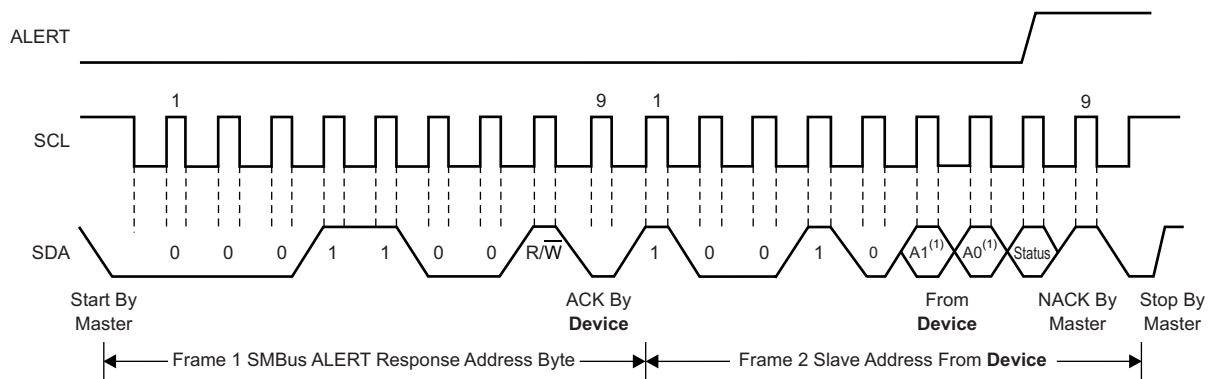 ALERT
1 9 1 9
SCL
SDA
0 0 0 1 1 0 0 R/W 1 0 0 1 0 A1(1) A0(1) Status
Start By
Master
ACK By
Device
From
Device
NACK By
Master
Stop By
Master
Frame 1 SMBus ALERT Response Address Byte
Frame 2 Slave Address From Device